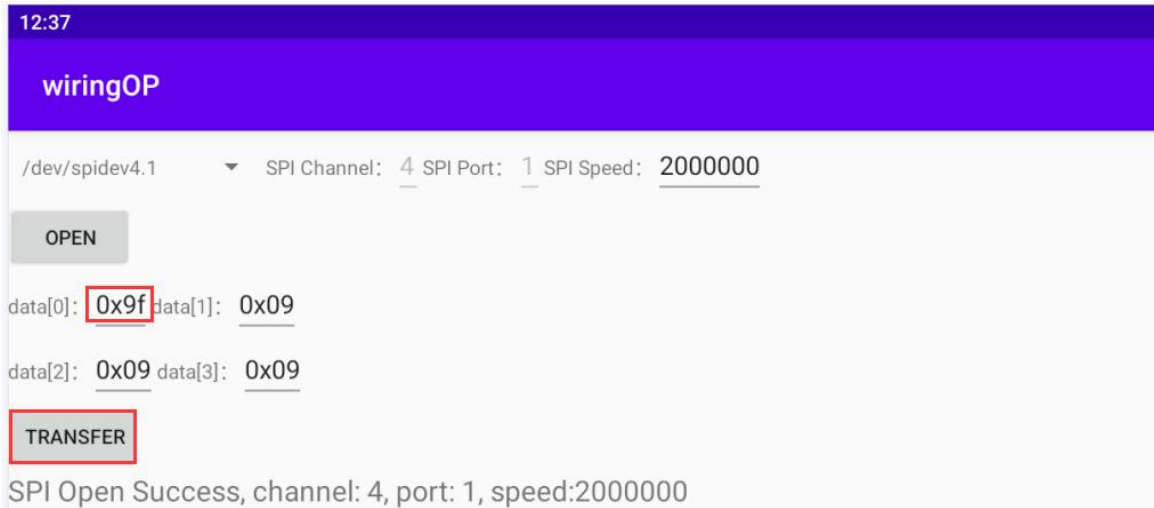 12:37
wiringOP
/dev/spidev4.1 SPI Channel: 4 SPI Port: 1 SPI Speed: 2000000
OPEN
data[0]: 0x9f data[1]: 0x09
data[2]: 0x09 data[3]: 0x09
TRANSFER
SPI Open Success, channel: 4, port: 1, speed:2000000